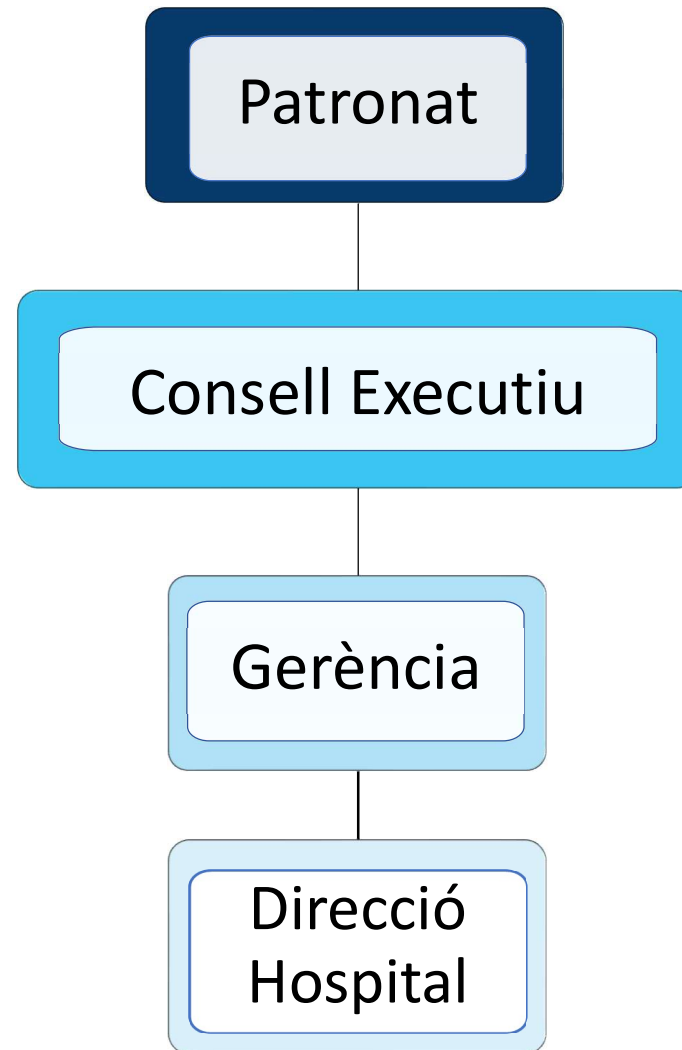 Patronat
Consell Executiu
Gerència
Direcció
Hospital